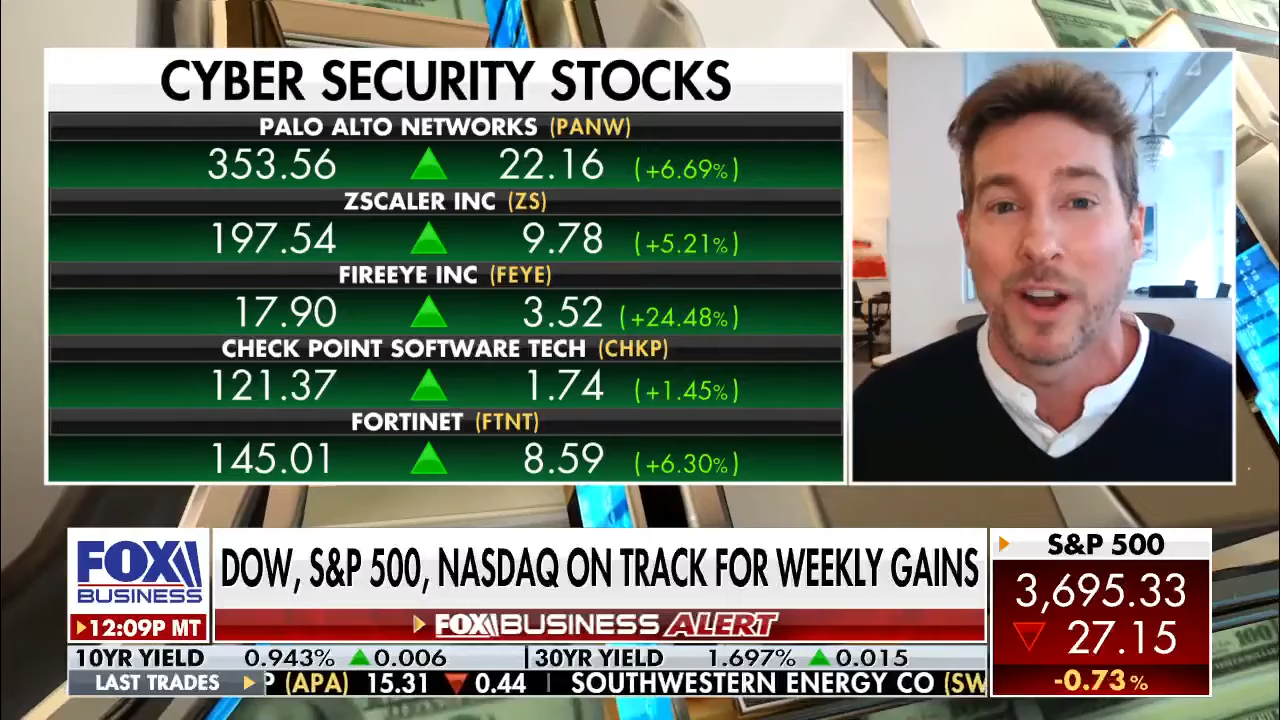 CYBER SECURITY STOCKS
PALO ALTO NETWORKS (PANW)
353.56 ▲ 22.16 (+6.69%)
ZSCALER INC (ZS)
197.54 ▲ 9.78 (+5.21%)
FIREEYE INC (FEYE)
17.90 ▲ 3.52 (+24.48%)
CHECK POINT SOFTWARE TECH (CHKP)
121.37 ▲ 1.74 (+1.45%)
FORTINET (FTNT)
145.01 ▲ 8.59 (+6.30%)
FOX
BUSINESS
12:09P MT
DOW, S&P 500, NASDAQ ON TRACK FOR WEEKLY GAINS
FOX BUSINESS ALERT
S&P 500
3,695.33
▽ 27.15
-0.73%
10YR YIELD 0.943% ▲ 0.006 | 30YR YIELD 1.697% ▲ 0.015
LAST TRADES P (APA) 15.31 ▼ 0.44 | SOUTHWESTERN ENERGY CO (SW